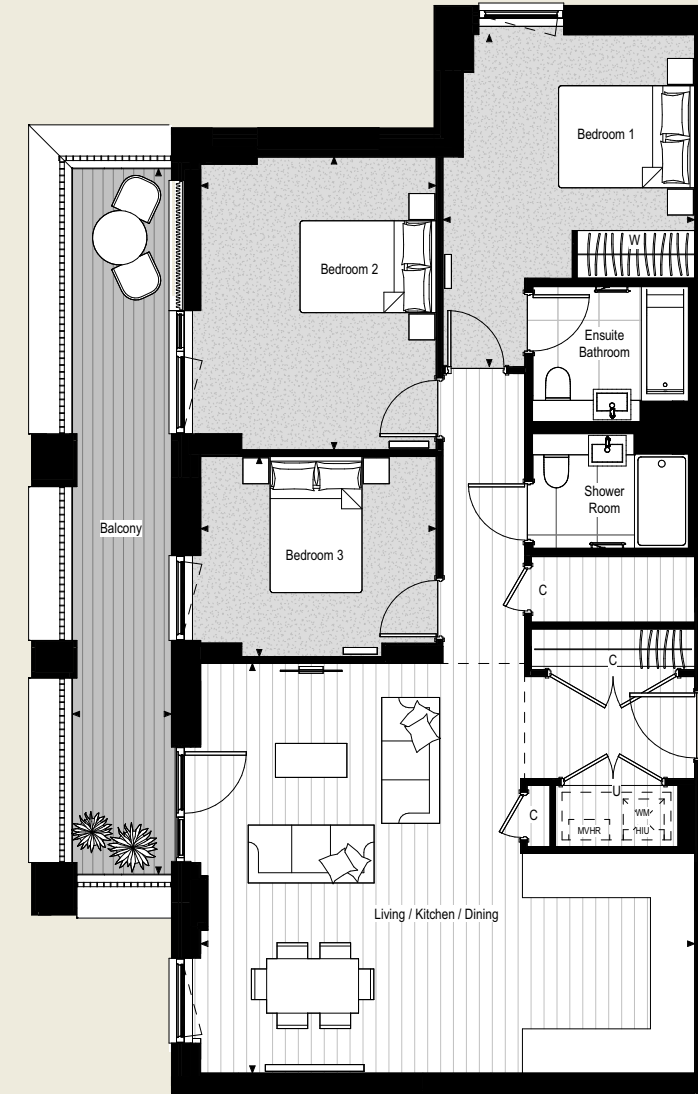 Bedroom 1
W
Bedroom 2
Ensuite
Bathroom
Shower
Room
Balcony
Bedroom 3
C
C
U
C
WM
MVHR
HIU
Living / Kitchen / Dining